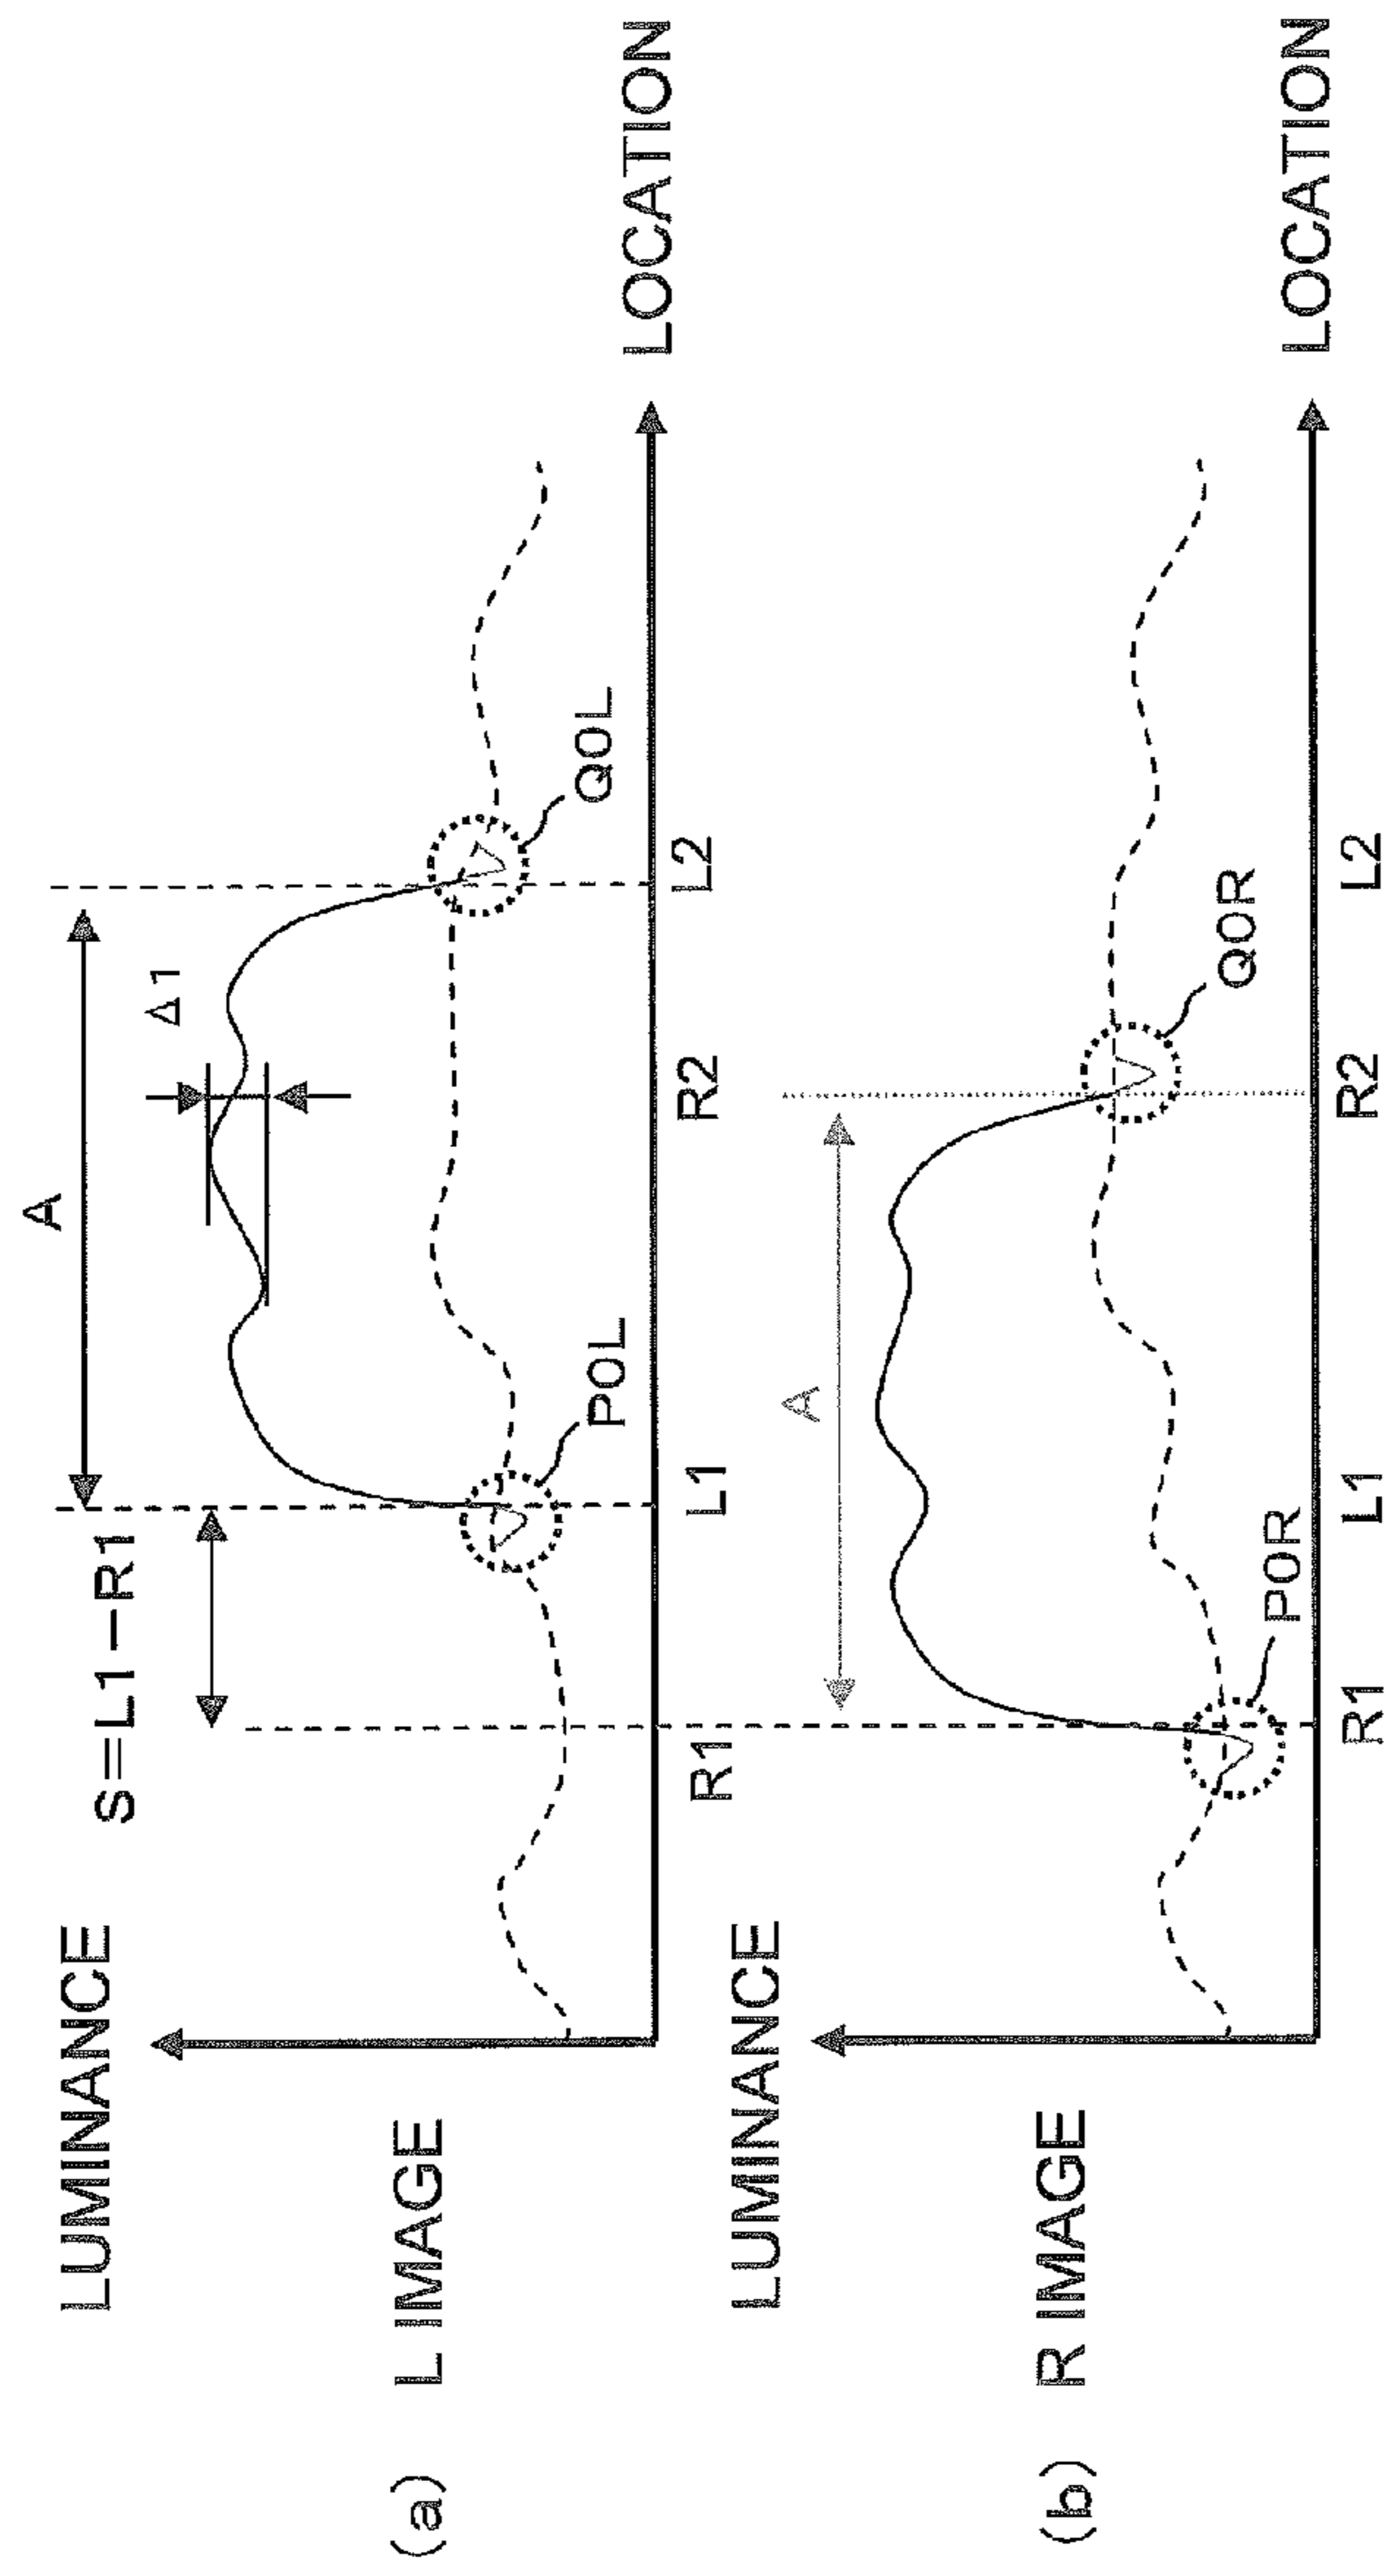 LUMINANCE
S=L1−R1
A
Δ1
(a) L IMAGE
P0L
Q0L
R1
L1
R2
L2
LOCATION
LUMINANCE
A
(b) R IMAGE
P0R
Q0R
R1
L1
R2
L2
LOCATION